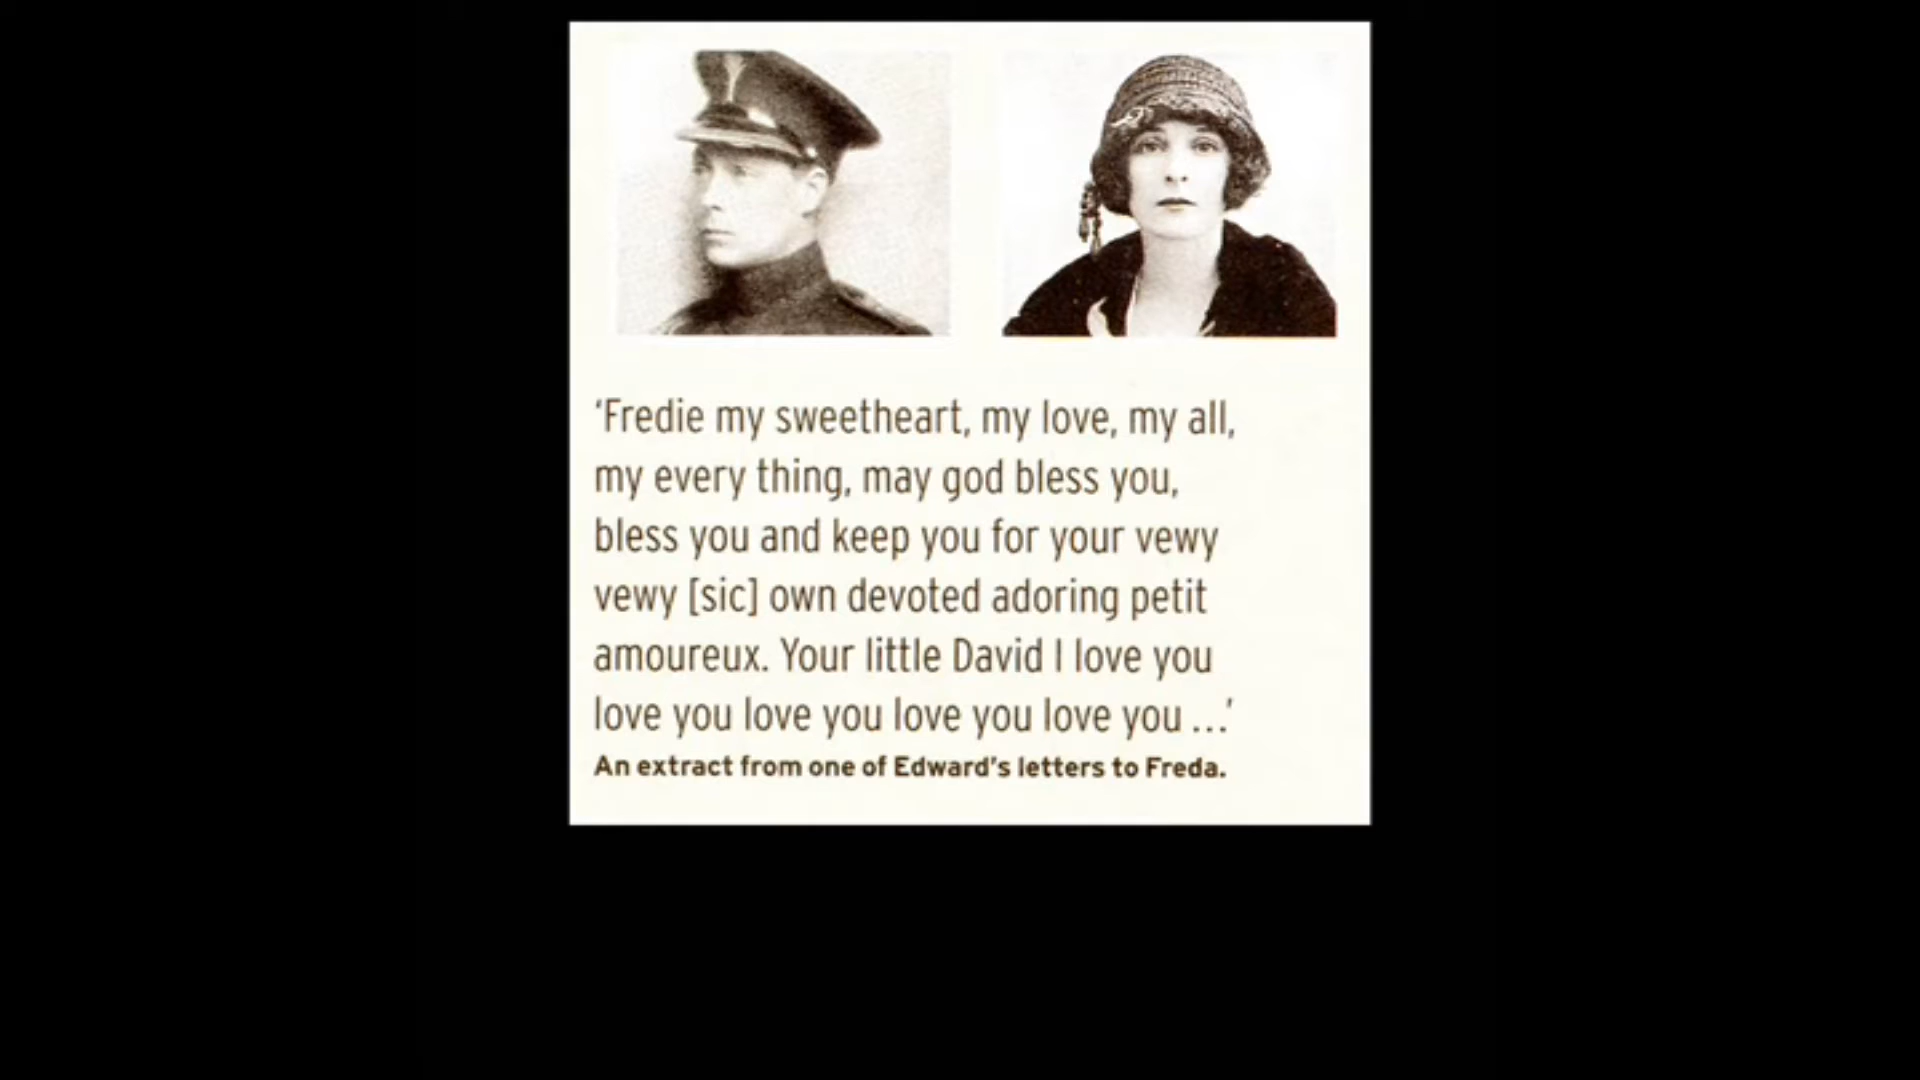 ‘Fredie my sweetheart, my love, my all,
my every thing, may god bless you,
bless you and keep you for your vewy
vewy [sic] own devoted adoring petit
amoureux. Your little David I love you
love you love you love you love you ...’
An extract from one of Edward's letters to Freda.